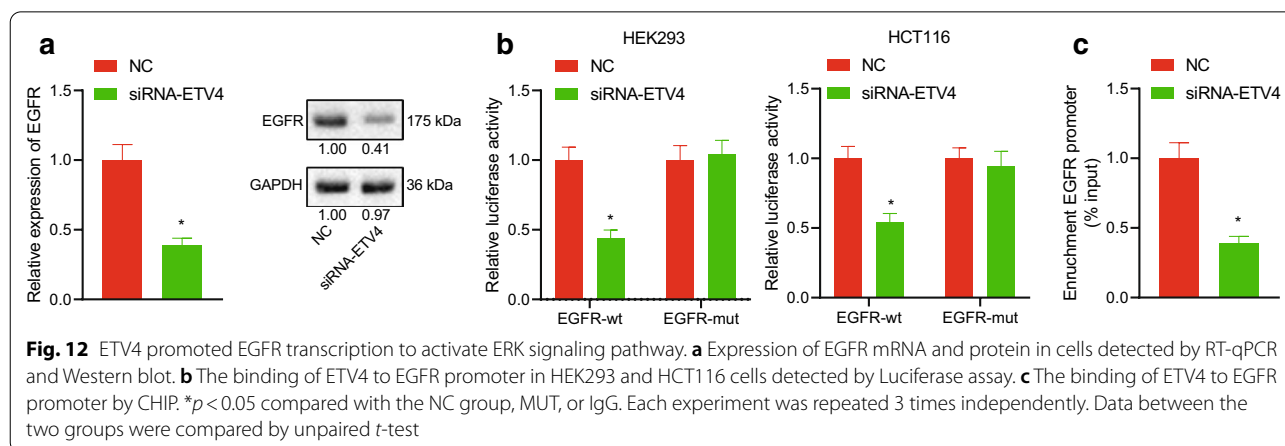 a
NC
siRNA-ETV4
Relative expression of EGFR
1.5
1.0
0.5
0.0
*
EGFR
175 kDa
1.00 0.41
GAPDH
36 kDa
1.00 0.97
NC
siRNA-ETV4
b
HEK293
NC
siRNA-ETV4
Relative luciferase activity
1.5
1.0
0.5
0.0
*
EGFR-wt EGFR-mut
HCT116
NC
siRNA-ETV4
Relative luciferase activity
1.5
1.0
0.5
0.0
*
EGFR-wt EGFR-mut
c
NC
siRNA-ETV4
Enruchment EGFR promoter
(% input)
1.5
1.0
0.5
0.0
*
Fig. 12 ETV4 promoted EGFR transcription to activate ERK signaling pathway. a Expression of EGFR mRNA and protein in cells detected by RT-qPCR
and Western blot. b The binding of ETV4 to EGFR promoter in HEK293 and HCT116 cells detected by Luciferase assay. c The binding of ETV4 to EGFR
promoter by CHIP. *p < 0.05 compared with the NC group, MUT, or IgG. Each experiment was repeated 3 times independently. Data between the
two groups were compared by unpaired t-test